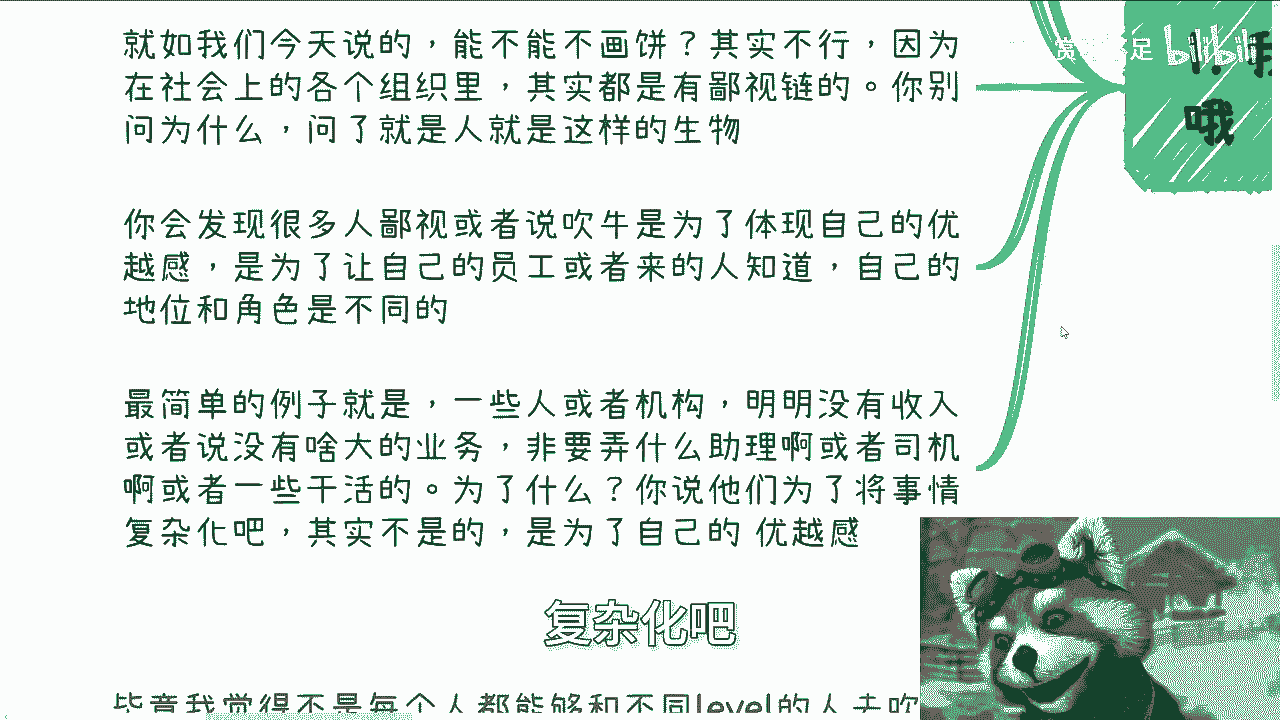 就如我们今天说的，能不能不画饼？其实不行，因为
在社会上的各个组织里，其实都是有鄙视链的。你别
问为什么，问了就是人就是这样的生物
你会发现很多人鄙视或者说吹牛是为了体现自己的优
越感，是为了让自己的员工或者来的人知道，自己的
地位和角色是不同的
最简单的例子就是，一些人或者机构，明明没有收入
或者说没有啥大的业务，非要弄什么助理啊或者司机
啊或者一些干活的。为了什么？你说他们为了将事情
复杂化吧，其实不是的，是为了自己的 优越感
复杂化吧
毕竟我觉得不是每个人都能够和不同level的人去吹
哦
bilibili